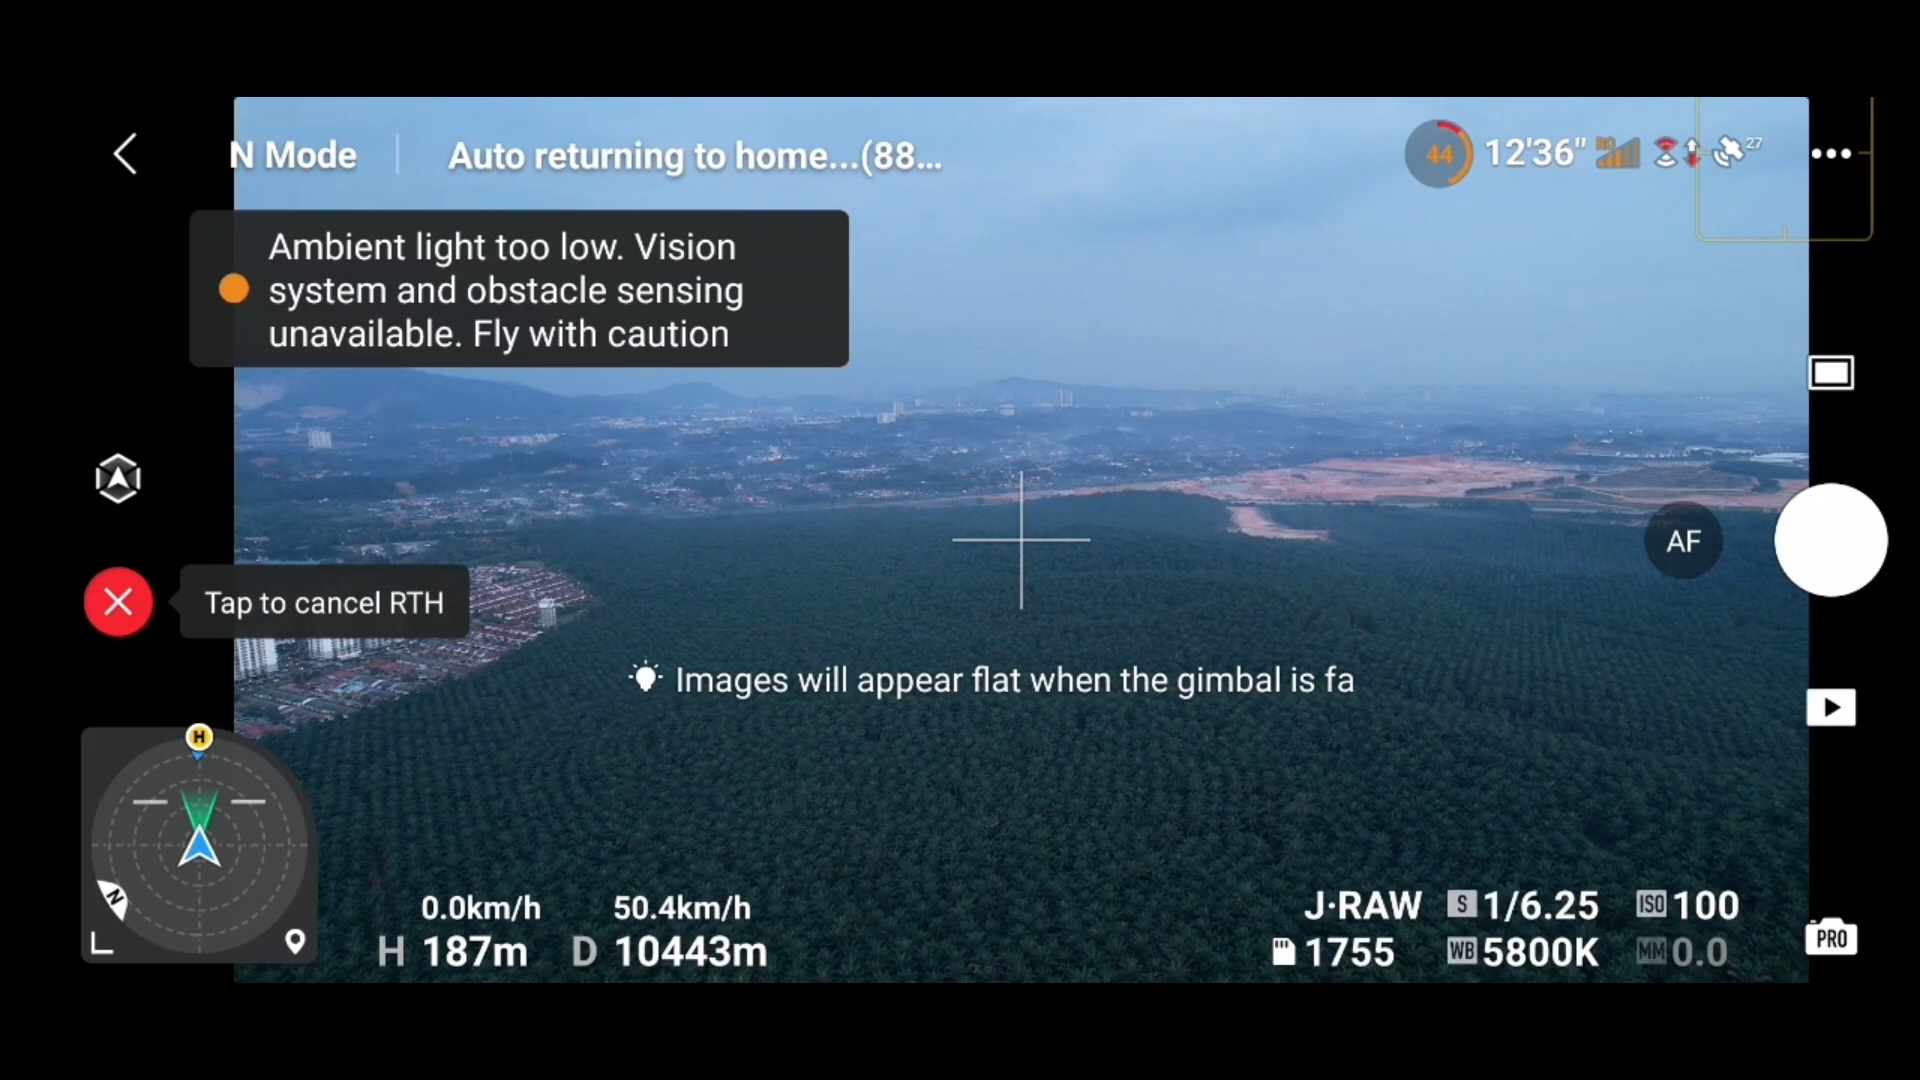 N Mode
Auto returning to home...(88...
44
12'36"
RC
27
Ambient light too low. Vision
system and obstacle sensing
unavailable. Fly with caution
AF
Tap to cancel RTH
Images will appear flat when the gimbal is fa
H
N
0.0km/h 50.4km/h
H 187m D 10443m
J·RAW S 1/6.25 ISO 100
1755 WB 5800K MM 0.0
PRO